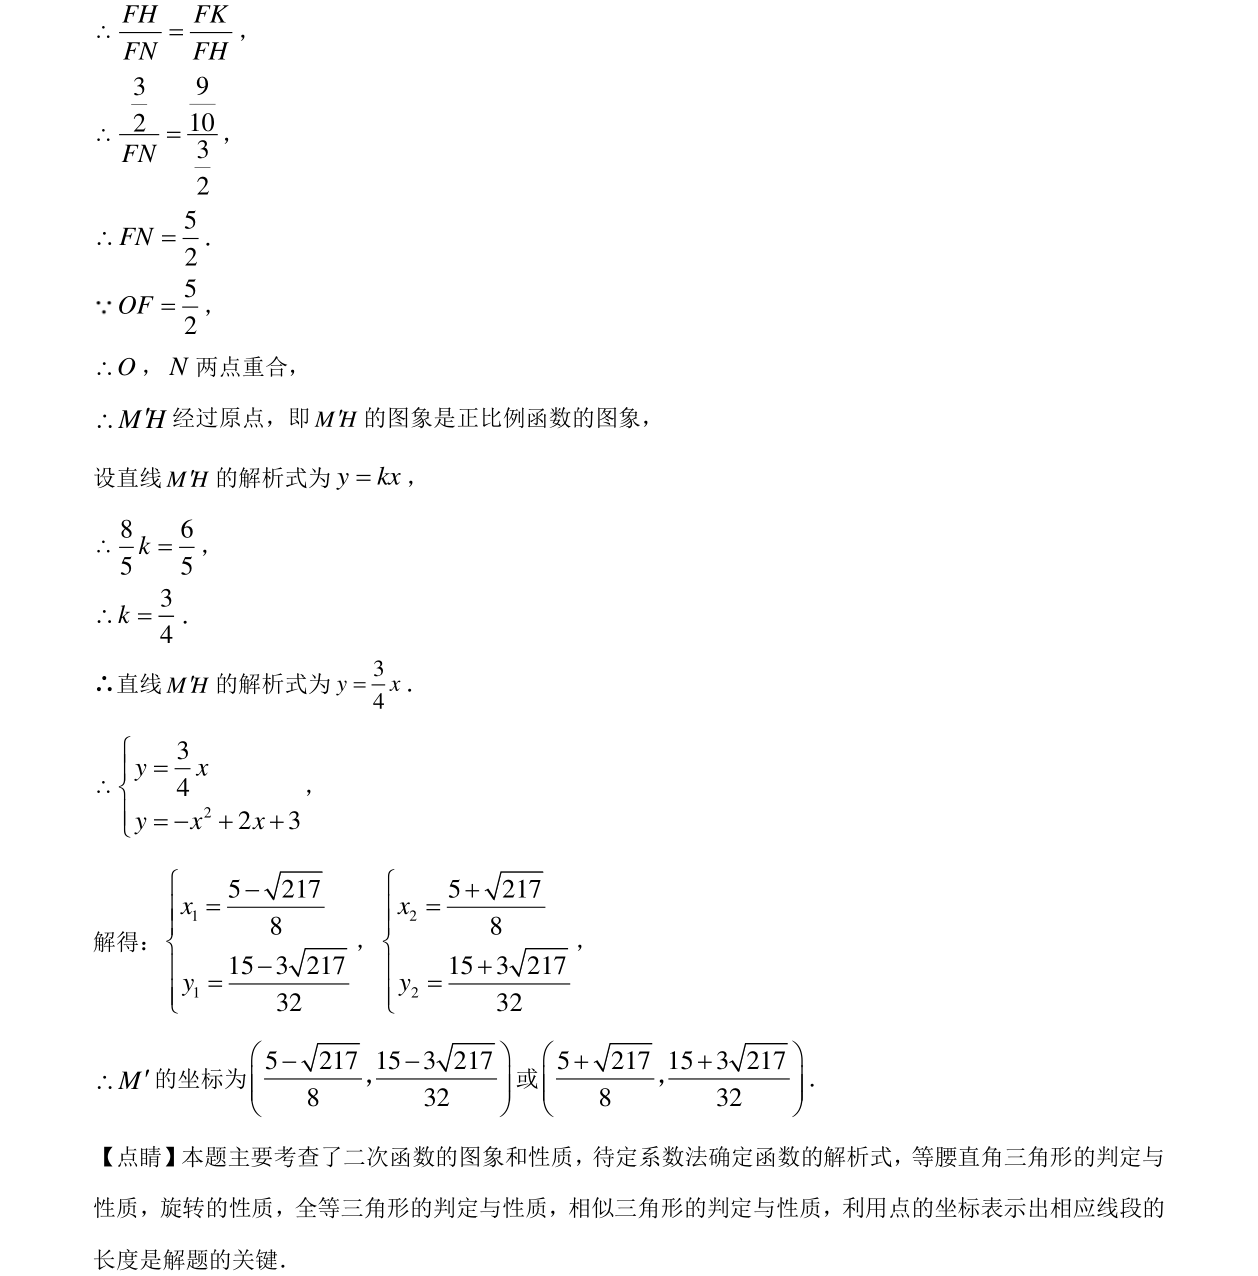 ∴ FH/FN = FK/FH，
∴ (3/2)/FN = (9/10)/(3/2)，
∴ FN = 5/2．
∵ OF = 5/2，
∴ O， N 两点重合，
∴ M′H 经过原点，即 M′H 的图象是正比例函数的图象，
设直线 M′H 的解析式为 y = kx，
∴ 8/5 k = 6/5，
∴ k = 3/4．
∴直线 M′H 的解析式为 y = 3/4 x．
∴ { y = 3/4 x
y = −x² + 2x + 3 ，
解得： { x₁ = (5−√217)/8
y₁ = (15−3√217)/32 ， { x₂ = (5+√217)/8
y₂ = (15+3√217)/32 ，
∴ M′ 的坐标为 ((5−√217)/8, (15−3√217)/32) 或 ((5+√217)/8, (15+3√217)/32)．
【点睛】本题主要考查了二次函数的图象和性质，待定系数法确定函数的解析式，等腰直角三角形的判定与
性质，旋转的性质，全等三角形的判定与性质，相似三角形的判定与性质，利用点的坐标表示出相应线段的
长度是解题的关键．